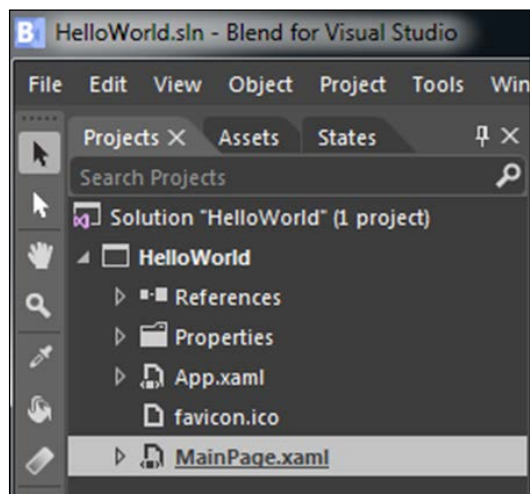 HelloWorld.sln - Blend for Visual Studio
File Edit View Object Project Tools Win
Projects Assets States
Search Projects
Solution "HelloWorld" (1 project)
HelloWorld
References
Properties
App.xaml
favicon.ico
MainPage.xaml